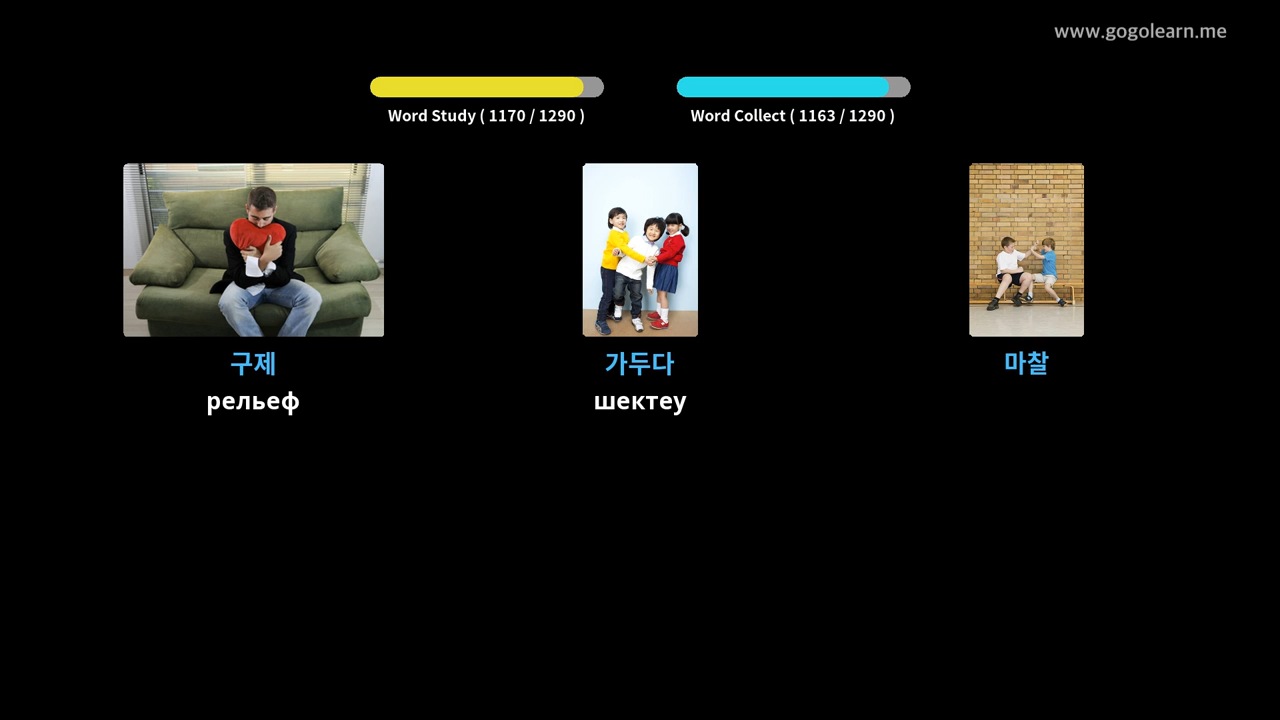 www.gogolearn.me
Word Study ( 1170 / 1290 )
Word Collect ( 1163 / 1290 )
구제
가두다
마찰
рельеф
шектеу